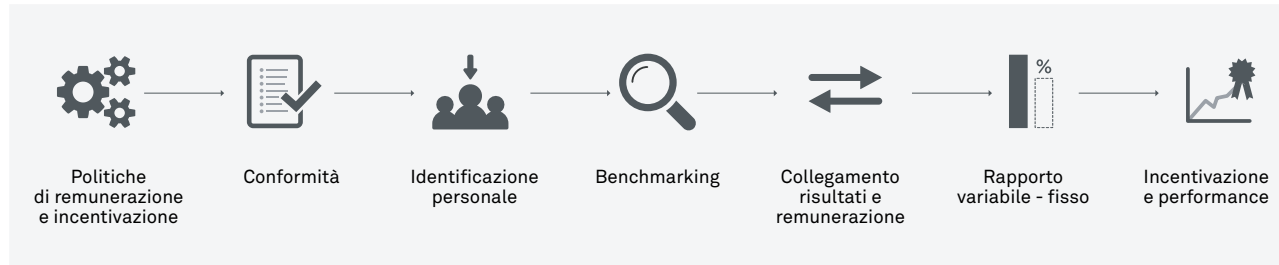 %
Politiche
di remunerazione
e incentivazione
Conformità
Identificazione
personale
Benchmarking
Collegamento
risultati e
remunerazione
Rapporto
variabile - fisso
Incentivazione
e performance